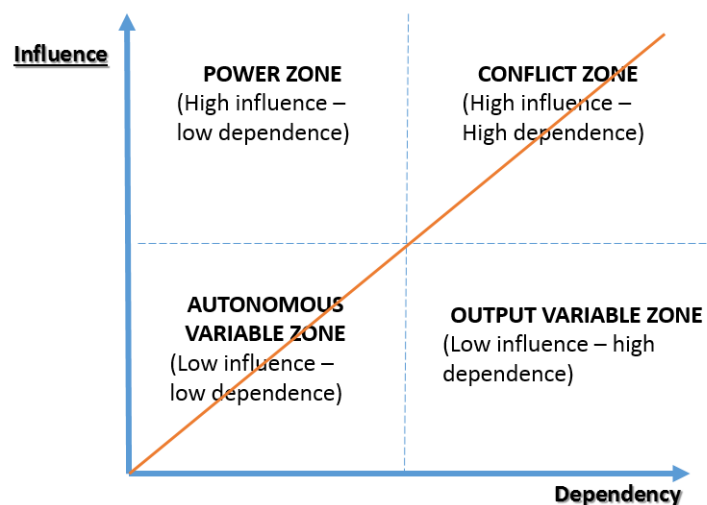 Influence
POWER ZONE
(High influence –
low dependence)
CONFLICT ZONE
(High influence –
High dependence)
AUTONOMOUS
VARIABLE ZONE
(Low influence –
low dependence)
OUTPUT VARIABLE ZONE
(Low influence – high
dependence)
Dependency